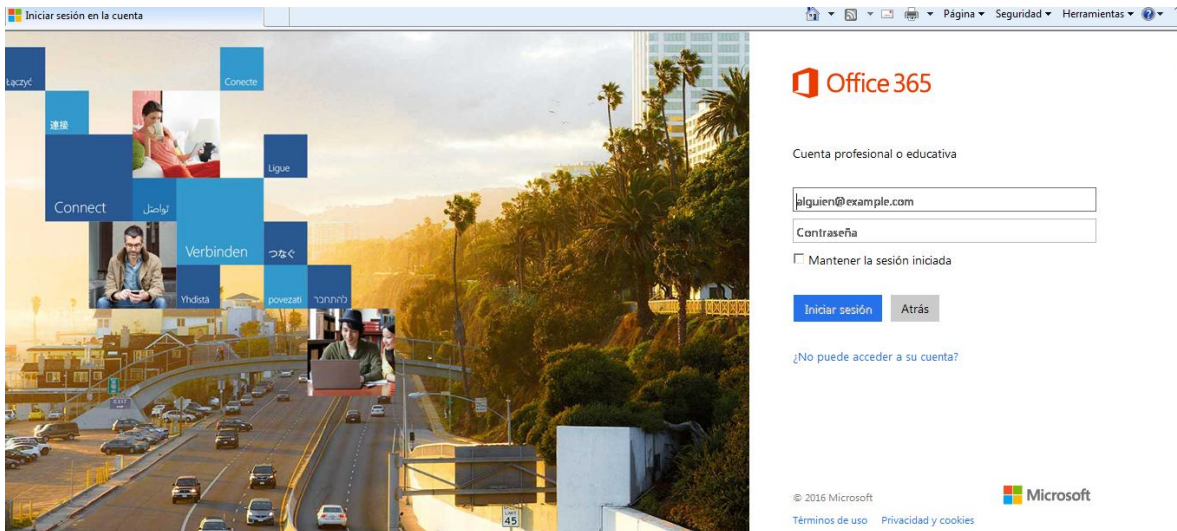 Iniciar sesión en la cuenta
Página Seguridad Herramientas
Łączyć
Conecte
連接
Ligue
Connect
تواصل
Verbinden
つなぐ
Yhdistä
povezati
להתחבר
EXIT
LIMIT
45
Office 365
Cuenta profesional o educativa
alguien@example.com
Contraseña
Mantener la sesión iniciada
Iniciar sesión Atrás
¿No puede acceder a su cuenta?
© 2016 Microsoft
Microsoft
Términos de uso Privacidad y cookies